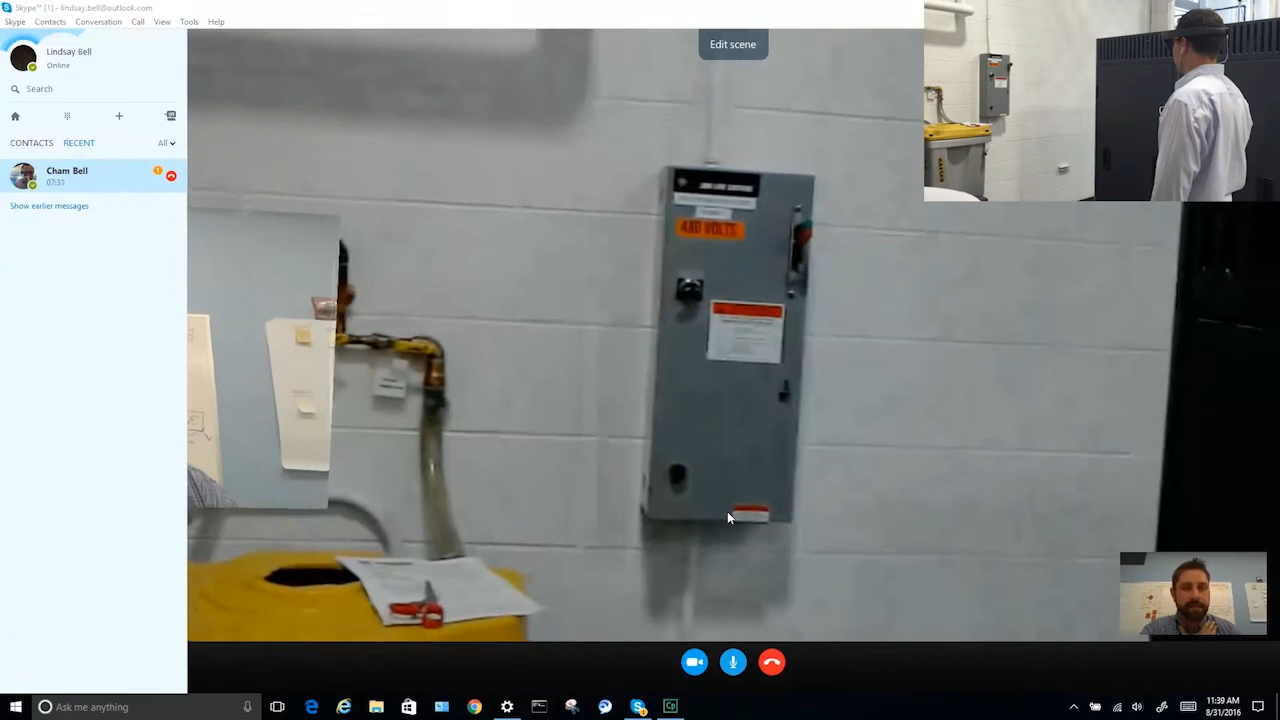 Skype™ [1] - lindsay.bell@outlook.com
Skype Contacts Conversation Call View Tools Help
Lindsay Bell
Online
Search
CONTACTS RECENT All
Cham Bell
1
07:31
Show earlier messages
Edit scene
480 VOLTS
Ask me anything
Cp
11:39 AM
8/31/2016